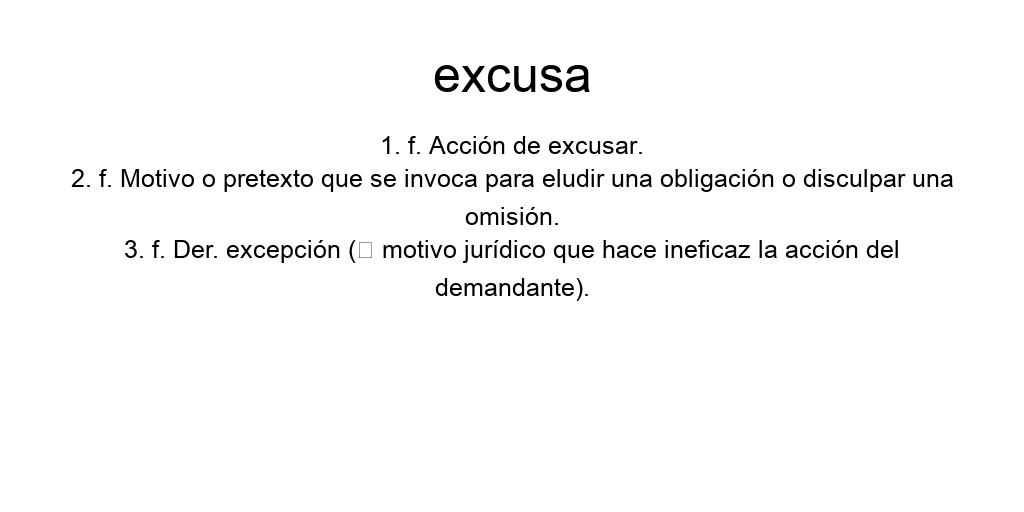 excusa
1. f. Acción de excusar.
2. f. Motivo o pretexto que se invoca para eludir una obligación o disculpar una
omisión.
3. f. Der. excepción (□ motivo jurídico que hace ineficaz la acción del
demandante).